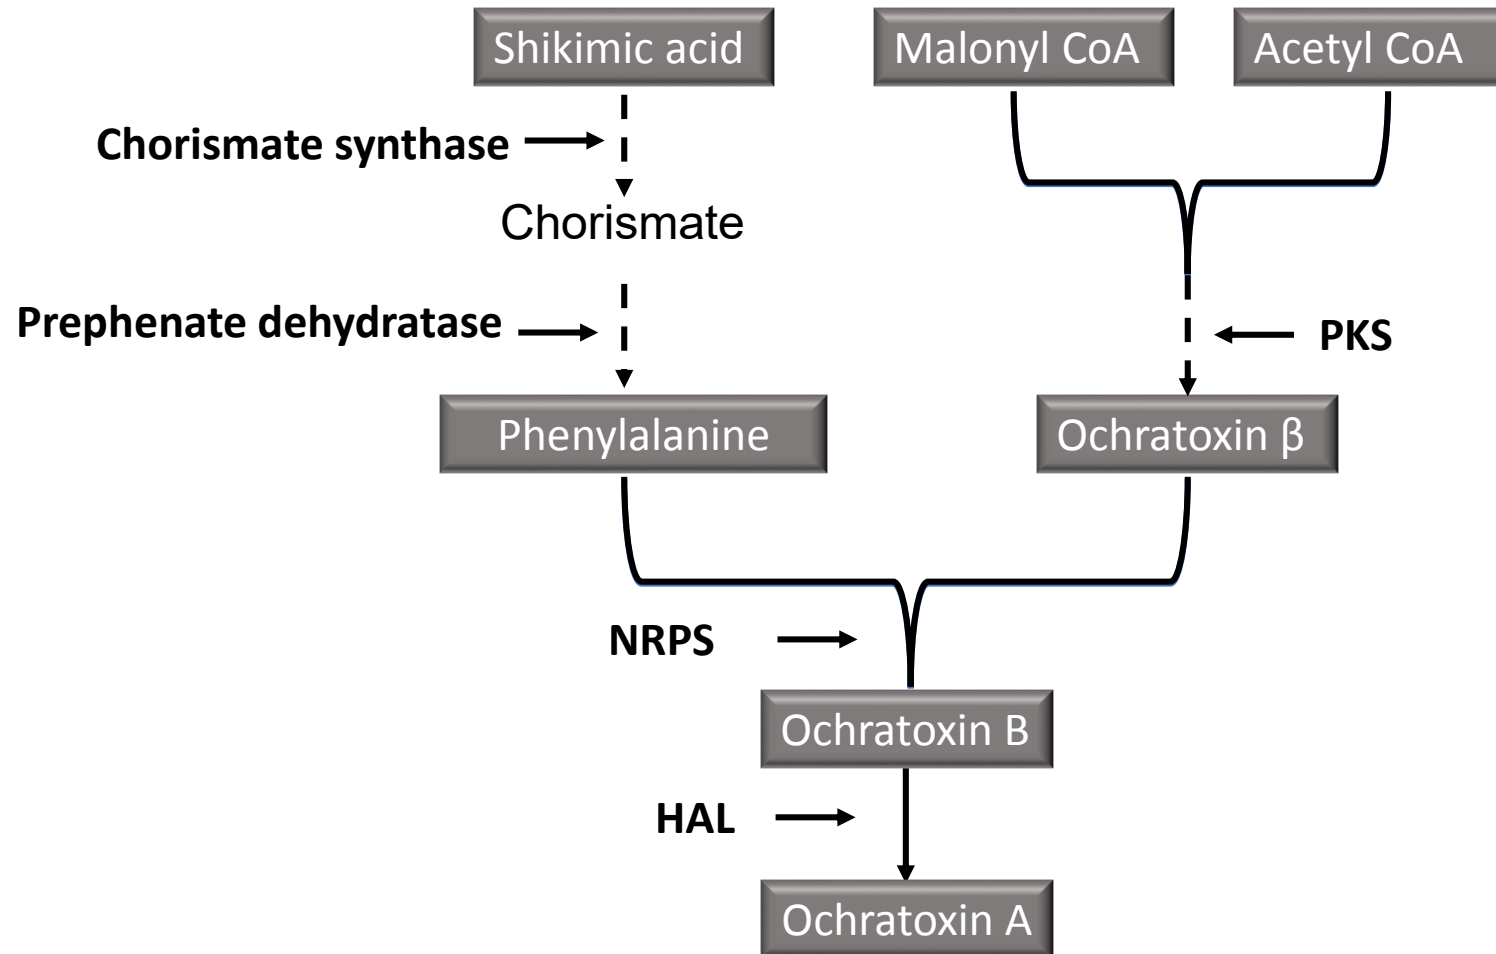 Shikimic acid
Malonyl CoA
Acetyl CoA
Chorismate synthase
Chorismate
Prephenate dehydratase
PKS
Phenylalanine
Ochratoxin β
NRPS
Ochratoxin B
HAL
Ochratoxin A